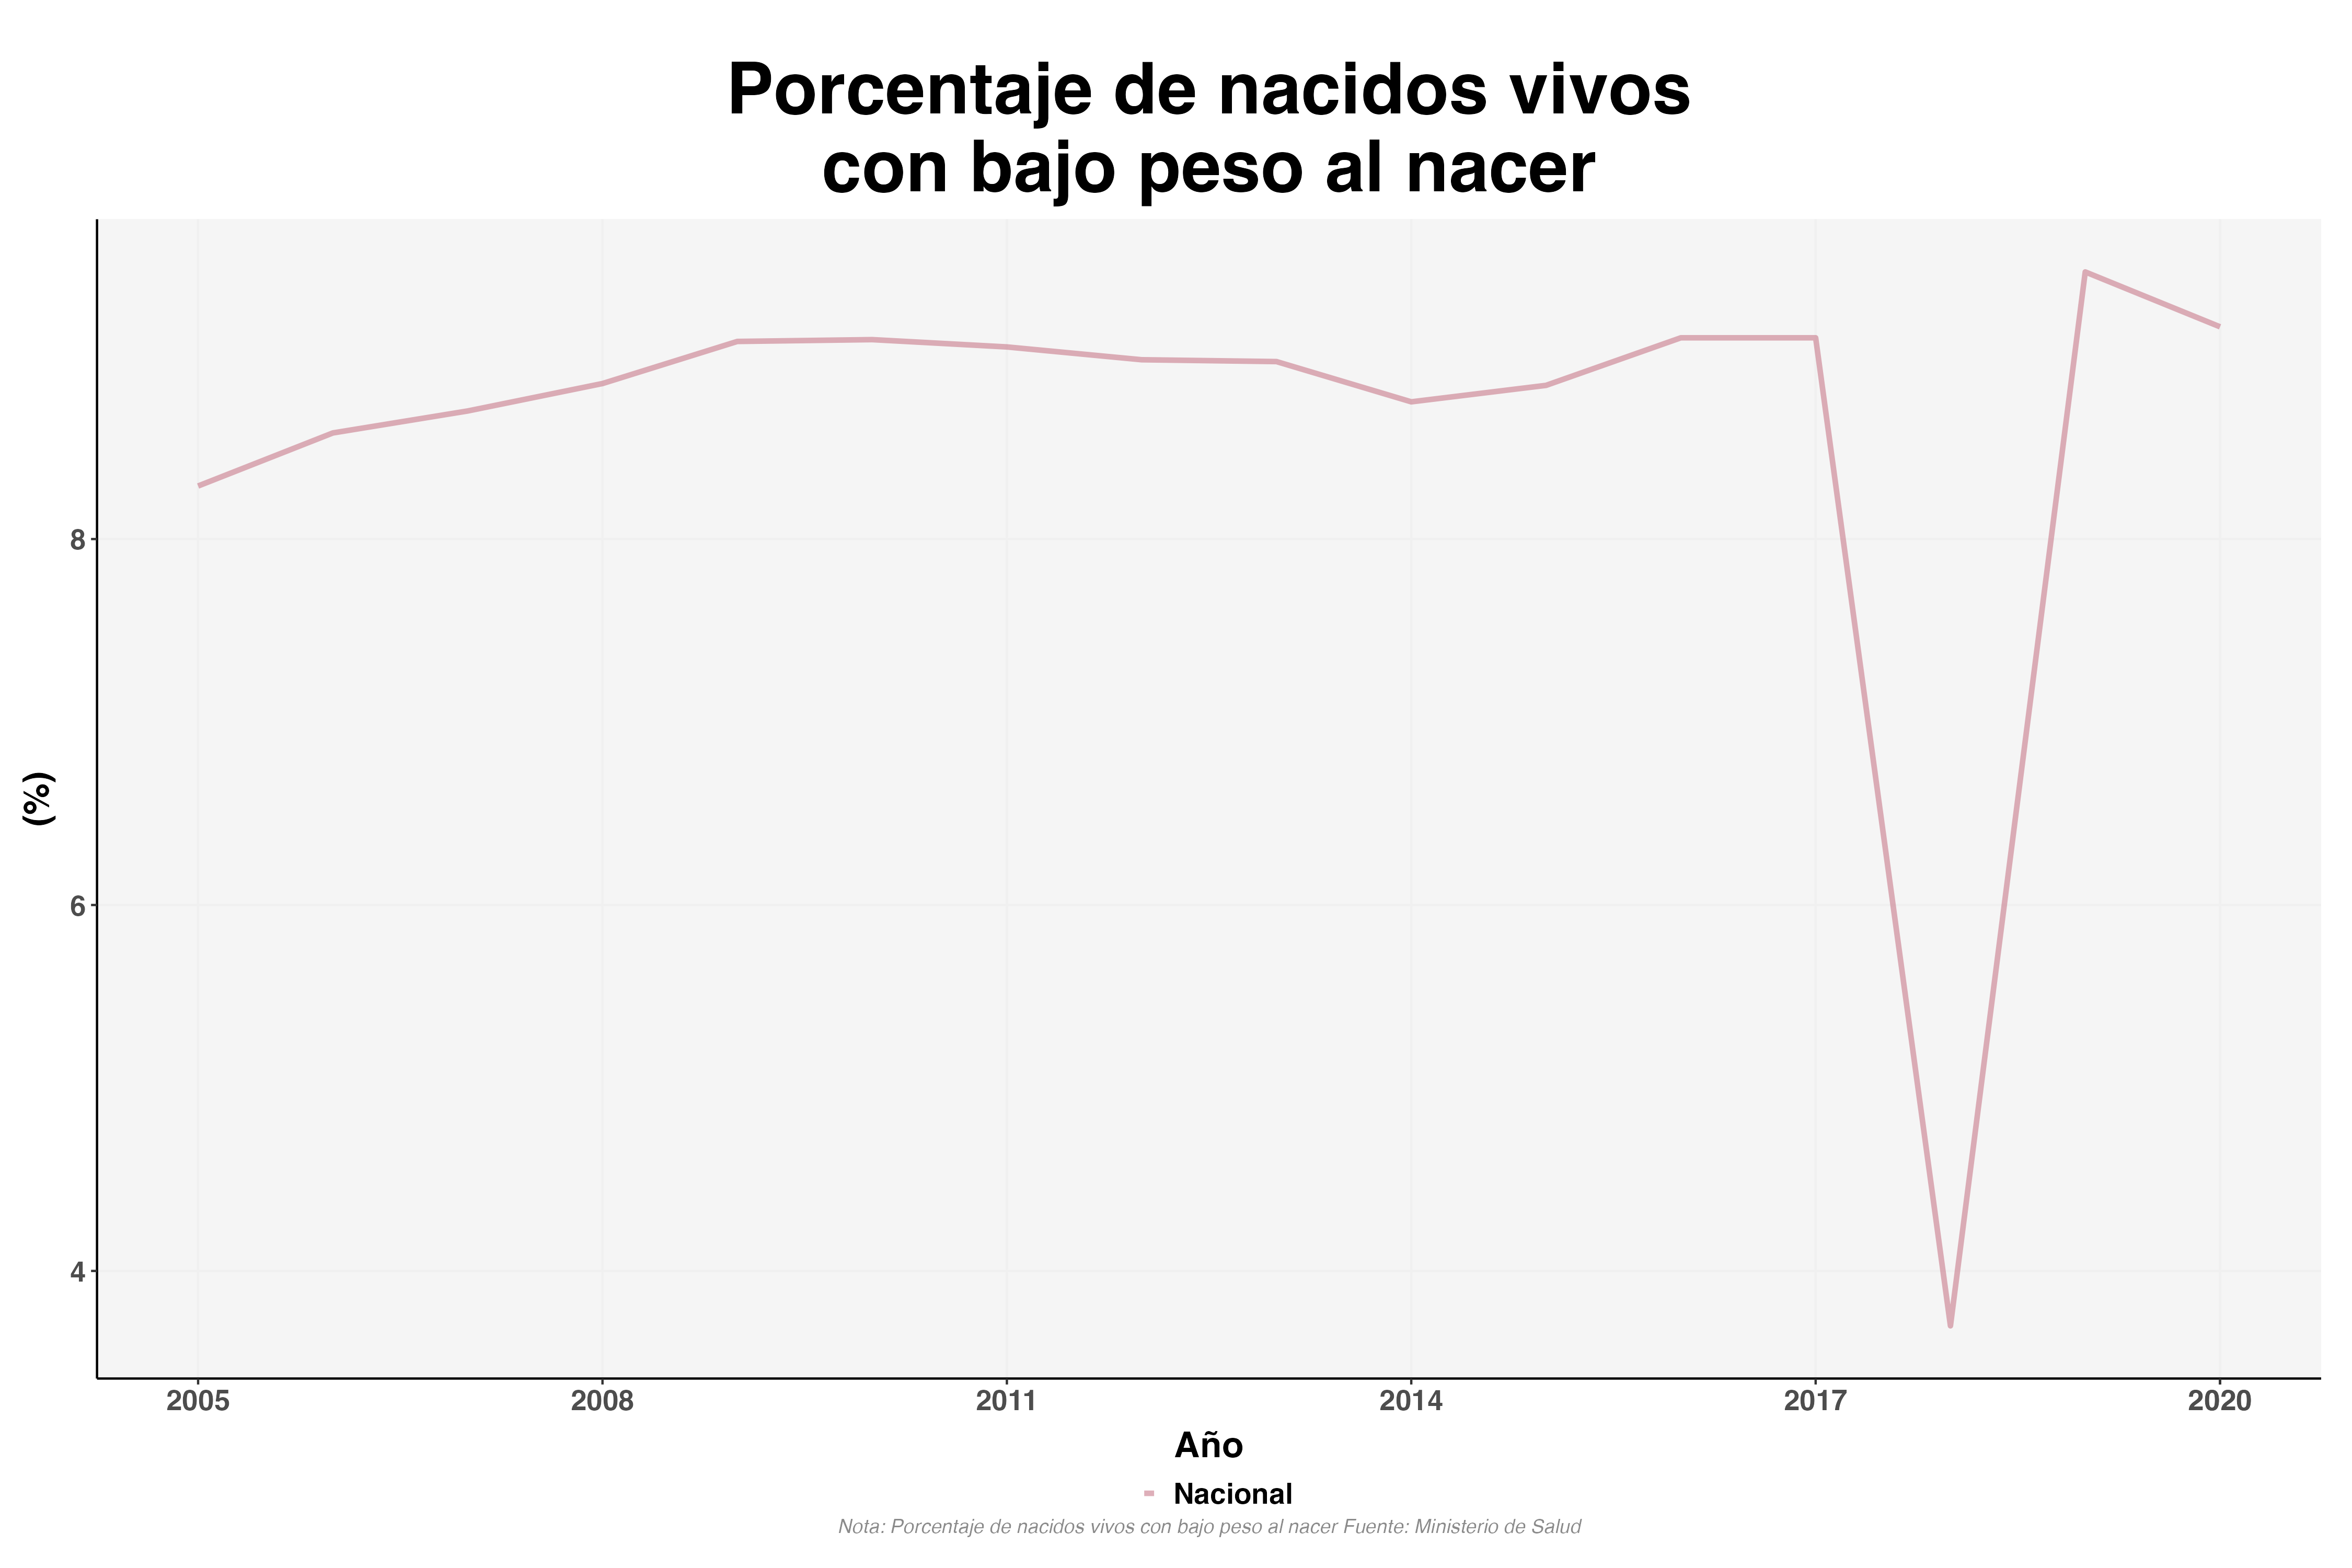 Porcentaje de nacidos vivos
con bajo peso al nacer
(%)
8
6
4
2005 2008 2011 2014 2017 2020
Año
Nacional
Nota: Porcentaje de nacidos vivos con bajo peso al nacer Fuente: Ministerio de Salud